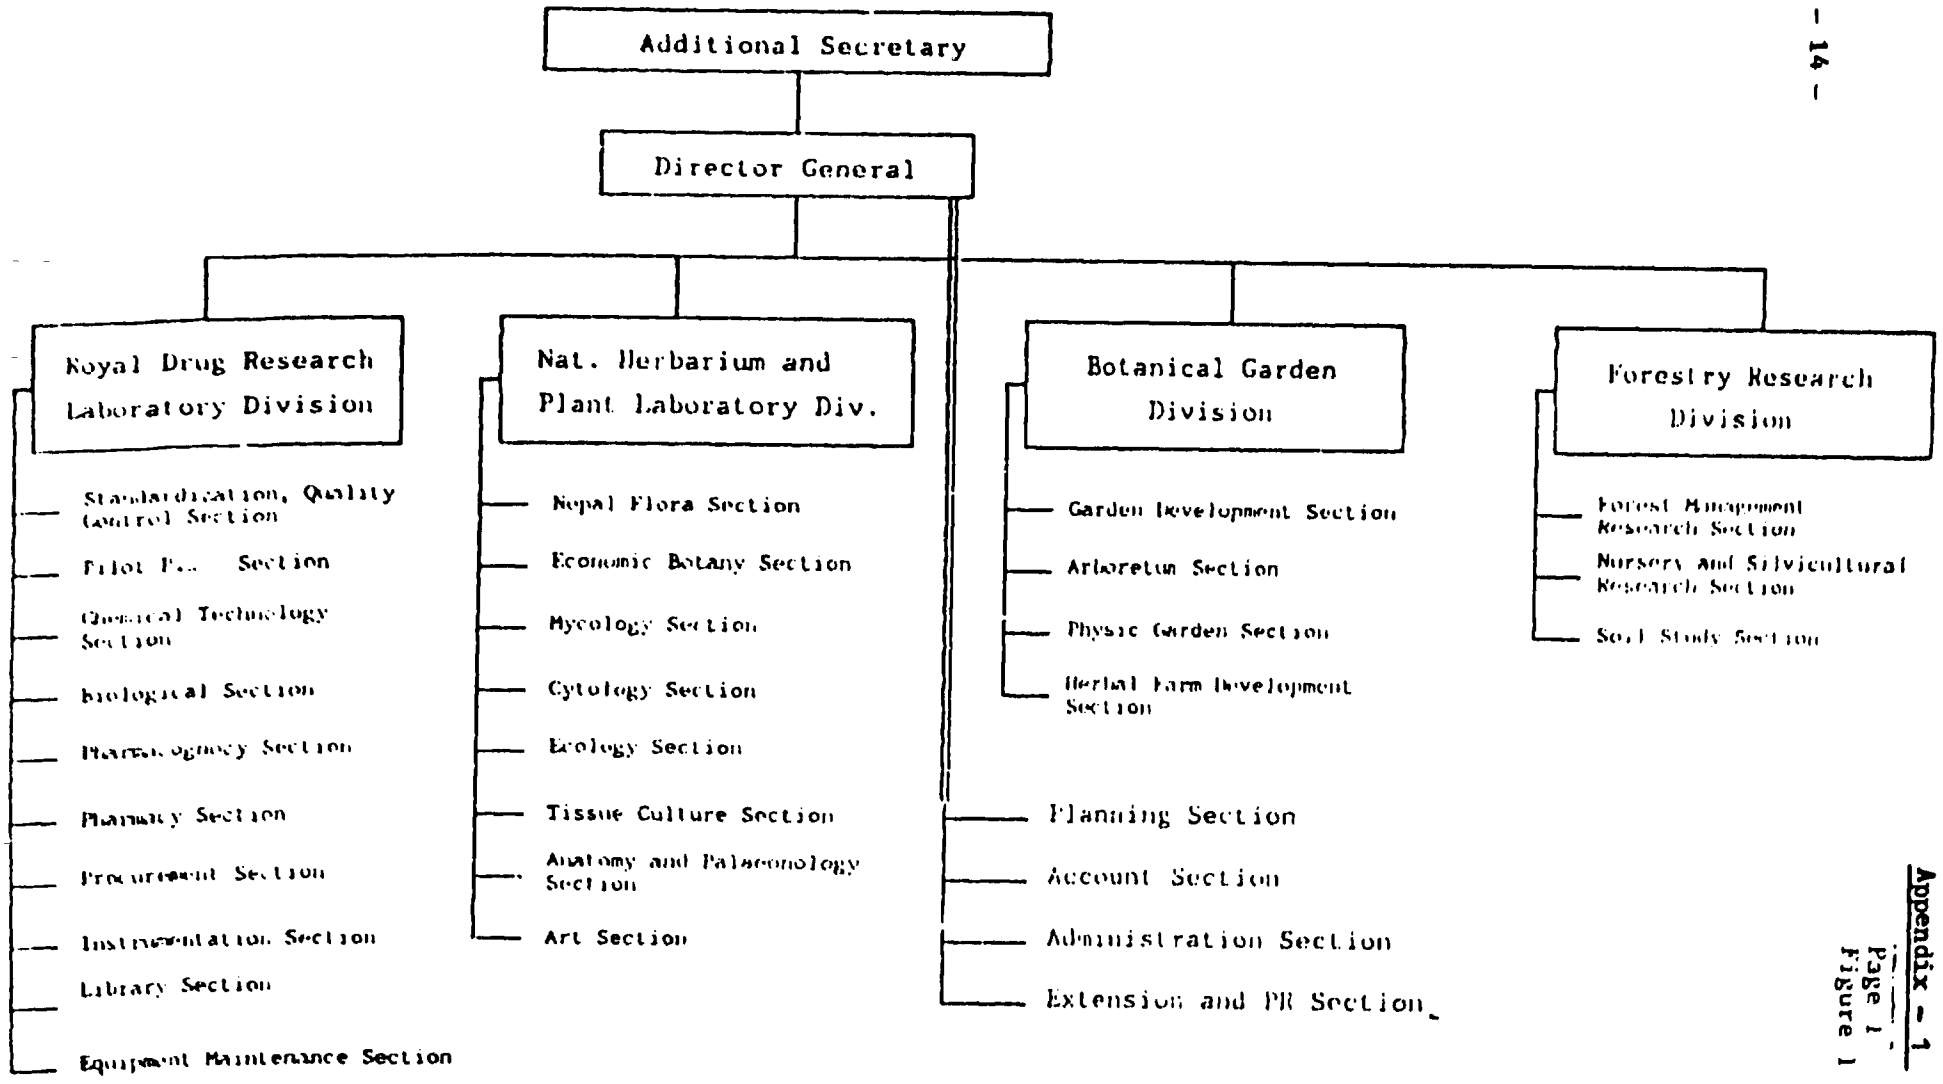 - 14 -
Additional Secretary
Director General
Royal Drug Research
Laboratory Division
Standardization, Quality
Control Section
Pilot Section
Chemical Technology
Section
Biological Section
Pharmacognocy Section
Pharmacy Section
Procurement Section
Instrumentation Section
Library Section
Equipment Maintenance Section
Nat. Herbarium and
Plant Laboratory Div.
Nepal Flora Section
Economic Botany Section
Mycology Section
Cytology Section
Ecology Section
Tissue Culture Section
Anatomy and Palaeonology
Section
Art Section
Botanical Garden
Division
Garden Development Section
Arboretum Section
Physic Garden Section
Herbal Farm Development
Section
Forestry Research
Division
Forest Management
Research Section
Nursery and Silvicultural
Research Section
Soil Study Section
Planning Section
Account Section
Administration Section
Extension and PR Section
Appendix - 1
Page 1
Figure 1